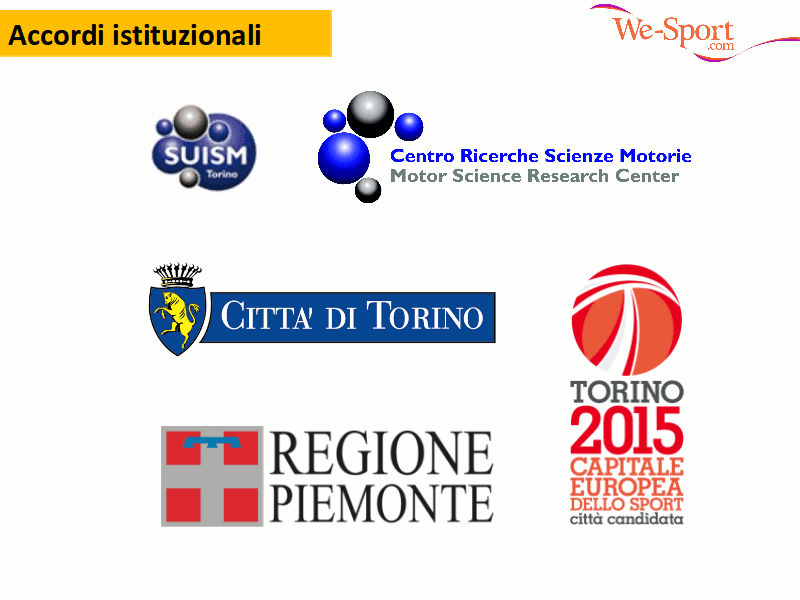 Accordi istituzionali
We-Sport
.com
SUISM
Torino
Centro Ricerche Scienze Motorie
Motor Science Research Center
CITTA' DI TORINO
REGIONE
PIEMONTE
TORINO
2015
CAPITALE
EUROPEA
DELLO SPORT
città candidata